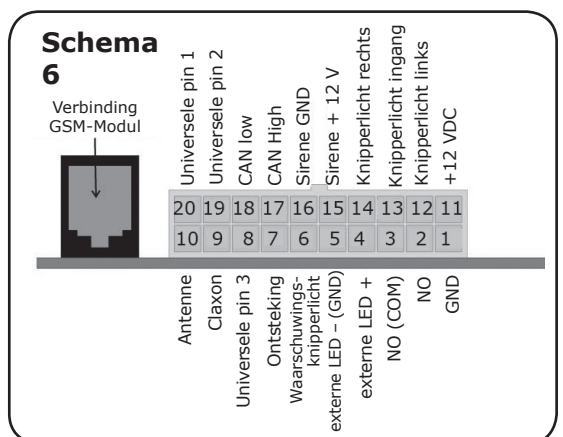 Schema
6
Verbinding
GSM-Modul
Universele pin 1
Universele pin 2
CAN low
CAN High
Sirene GND
Sirene + 12 V
Knipperlicht rechts
Knipperlicht ingang
Knipperlicht links
+12 VDC
20 19 18 17 16 15 14 13 12 11
10 9 8 7 6 5 4 3 2 1
Antenne
Claxon
Universele pin 3
Ontsteking
Waarschuwings-
knipperlicht
externe LED – (GND)
externe LED +
NO (COM)
NO
GND